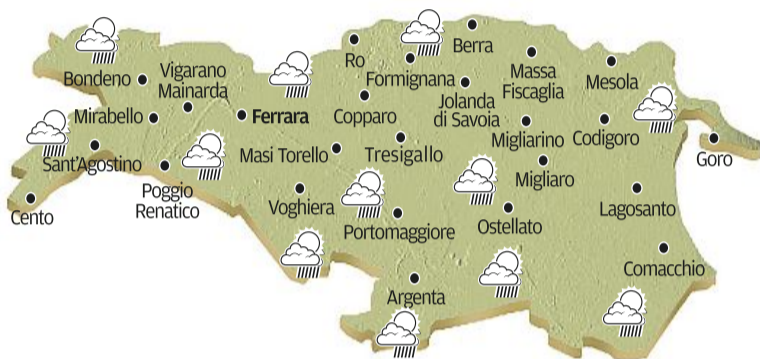 Berra
Ro
Formignana
Massa
Fiscaglia
Mesola
Bondeno
Vigarano
Mainarda
Mirabello
Ferrara
Copparo
Jolanda
di Savoia
Migliarino
Codigoro
Goro
Sant'Agostino
Masi Torello
Tresigallo
Migliaro
Poggio
Renatico
Cento
Voghiera
Portomaggiore
Ostellato
Lagosanto
Comacchio
Argenta